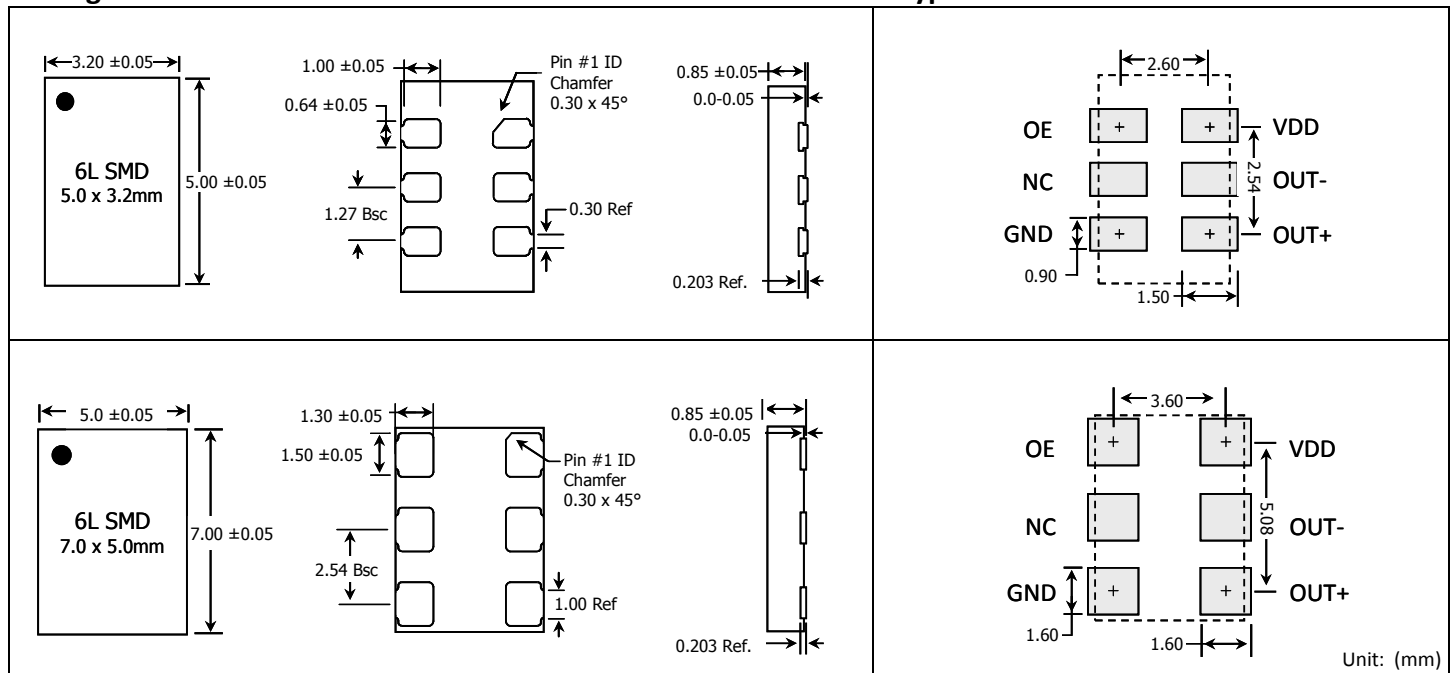 3.20 ±0.05
6L SMD
5.0 x 3.2mm
5.00 ±0.05
1.00 ±0.05
0.64 ±0.05
1.27 Bsc
Pin #1 ID
Chamfer
0.30 x 45°
0.30 Ref
0.85 ±0.05
0.0-0.05
0.203 Ref.
2.60
OE
VDD
NC
2.54
OUT-
GND
OUT+
0.90
1.50
5.0 ±0.05
6L SMD
7.0 x 5.0mm
7.00 ±0.05
1.30 ±0.05
1.50 ±0.05
2.54 Bsc
Pin #1 ID
Chamfer
0.30 x 45°
1.00 Ref
0.85 ±0.05
0.0-0.05
0.203 Ref.
3.60
OE
VDD
NC
5.08
OUT-
GND
OUT+
1.60
1.60
Unit: (mm)